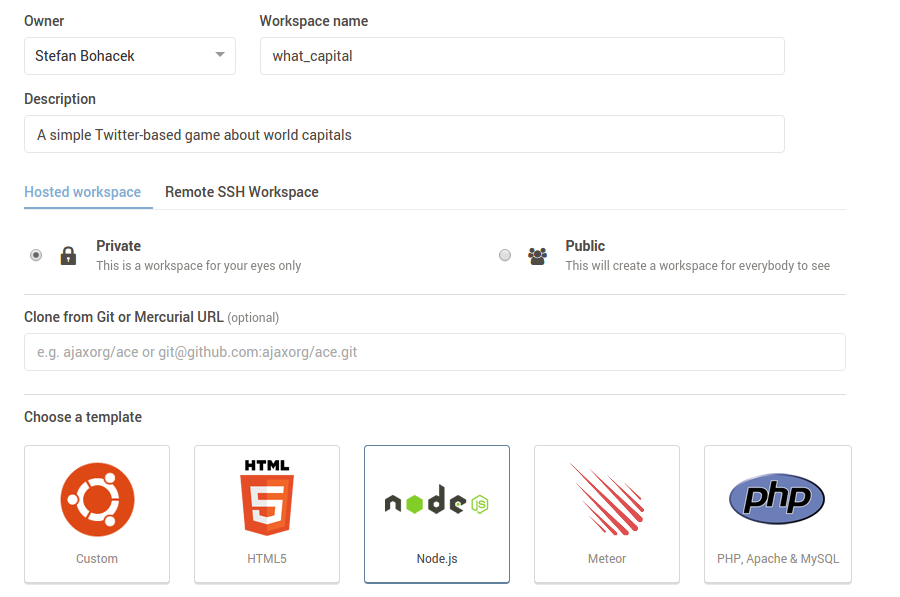 Owner Workspace name
Stefan Bohacek what_capital
Description
A simple Twitter-based game about world capitals
Hosted workspace Remote SSH Workspace
Private Public
This is a workspace for your eyes only This will create a workspace for everybody to see
Clone from Git or Mercurial URL (optional)
e.g. ajaxorg/ace or git@github.com:ajaxorg/ace.git
Choose a template
HTML
5 node JS php
Custom HTML5 Node.js Meteor PHP, Apache & MySQL